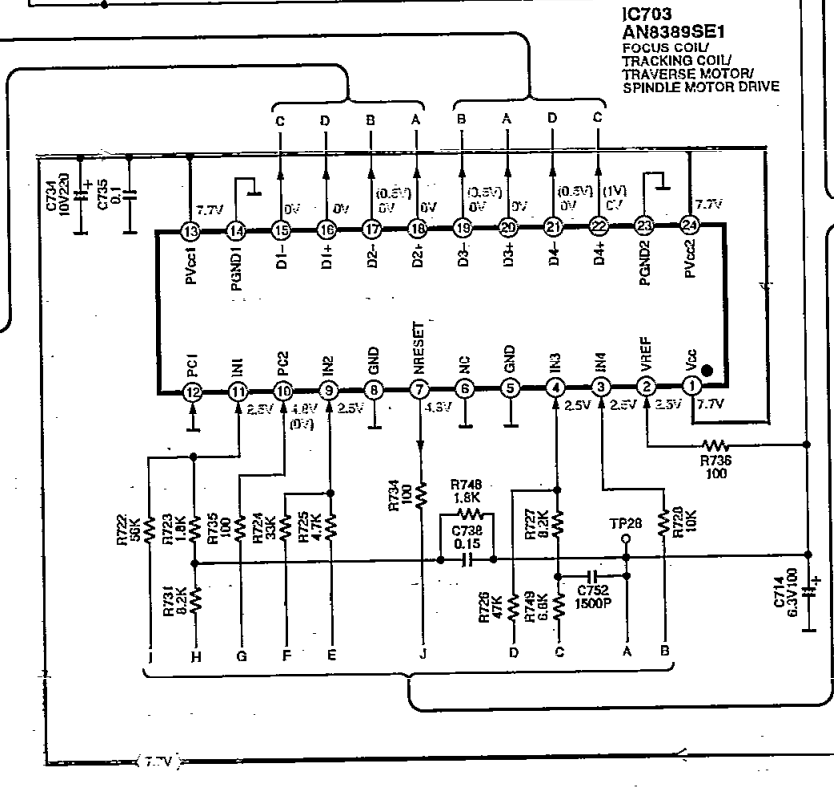 IC703
AN8389SE1
FOCUS COIL/
TRACKING COIL/
TRAVERSE MOTOR/
SPINDLE MOTOR DRIVE
C D B A B A D C
C734
10V220
+
C735
0.1
7.7V
0V
0V
(0.5V)
0V
0V
(0.5V)
0V
0V
(0.5V)
0V
(1V)
0V
7.7V
13 14 15 16 17 18 19 20 21 22 23 24
PVcc1
PGND1
D1-
D1+
D2-
D2+
D3-
D3+
D4-
D4+
PGND2
PVcc2
PC1
IN1
PC2
IN2
GND
NRESET
NC
GND
IN3
IN4
VREF
Vcc
12 11 10 9 8 7 6 5 4 3 2 1
2.5V
(0V)
2.5V
2.5V
2.5V
2.5V
7.7V
R736
100
R722
56K
R723
1.8K
R735
100
R724
33K
R725
4.7K
R734
100
R748
1.8K
C738
0.15
R727
8.2K
TP28
R728
10K
R731
8.2K
R726
47K
R749
6.8K
C752
1500P
C714
6.3V100
+
I H G F E J D C A B
(7.7V)